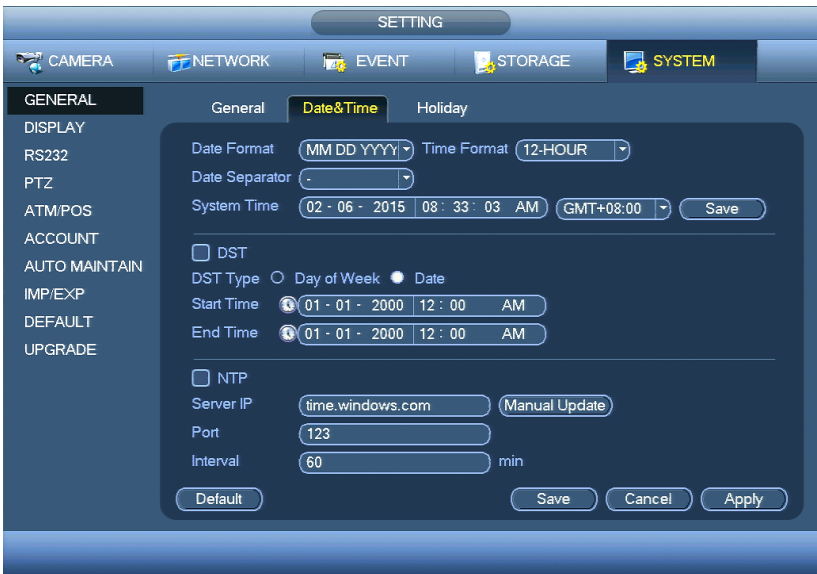 SETTING
CAMERA NETWORK EVENT STORAGE SYSTEM
GENERAL
DISPLAY
RS232
PTZ
ATM/POS
ACCOUNT
AUTO MAINTAIN
IMP/EXP
DEFAULT
UPGRADE
General Date&Time Holiday
Date Format MM DD YYYY Time Format 12-HOUR
Date Separator -
System Time 02 - 06 - 2015 08 : 33 : 03 AM GMT+08:00 Save
DST
DST Type Day of Week Date
Start Time 01 - 01 - 2000 12 : 00 AM
End Time 01 - 01 - 2000 12 : 00 AM
NTP
Server IP time.windows.com Manual Update
Port 123
Interval 60 min
Default Save Cancel Apply